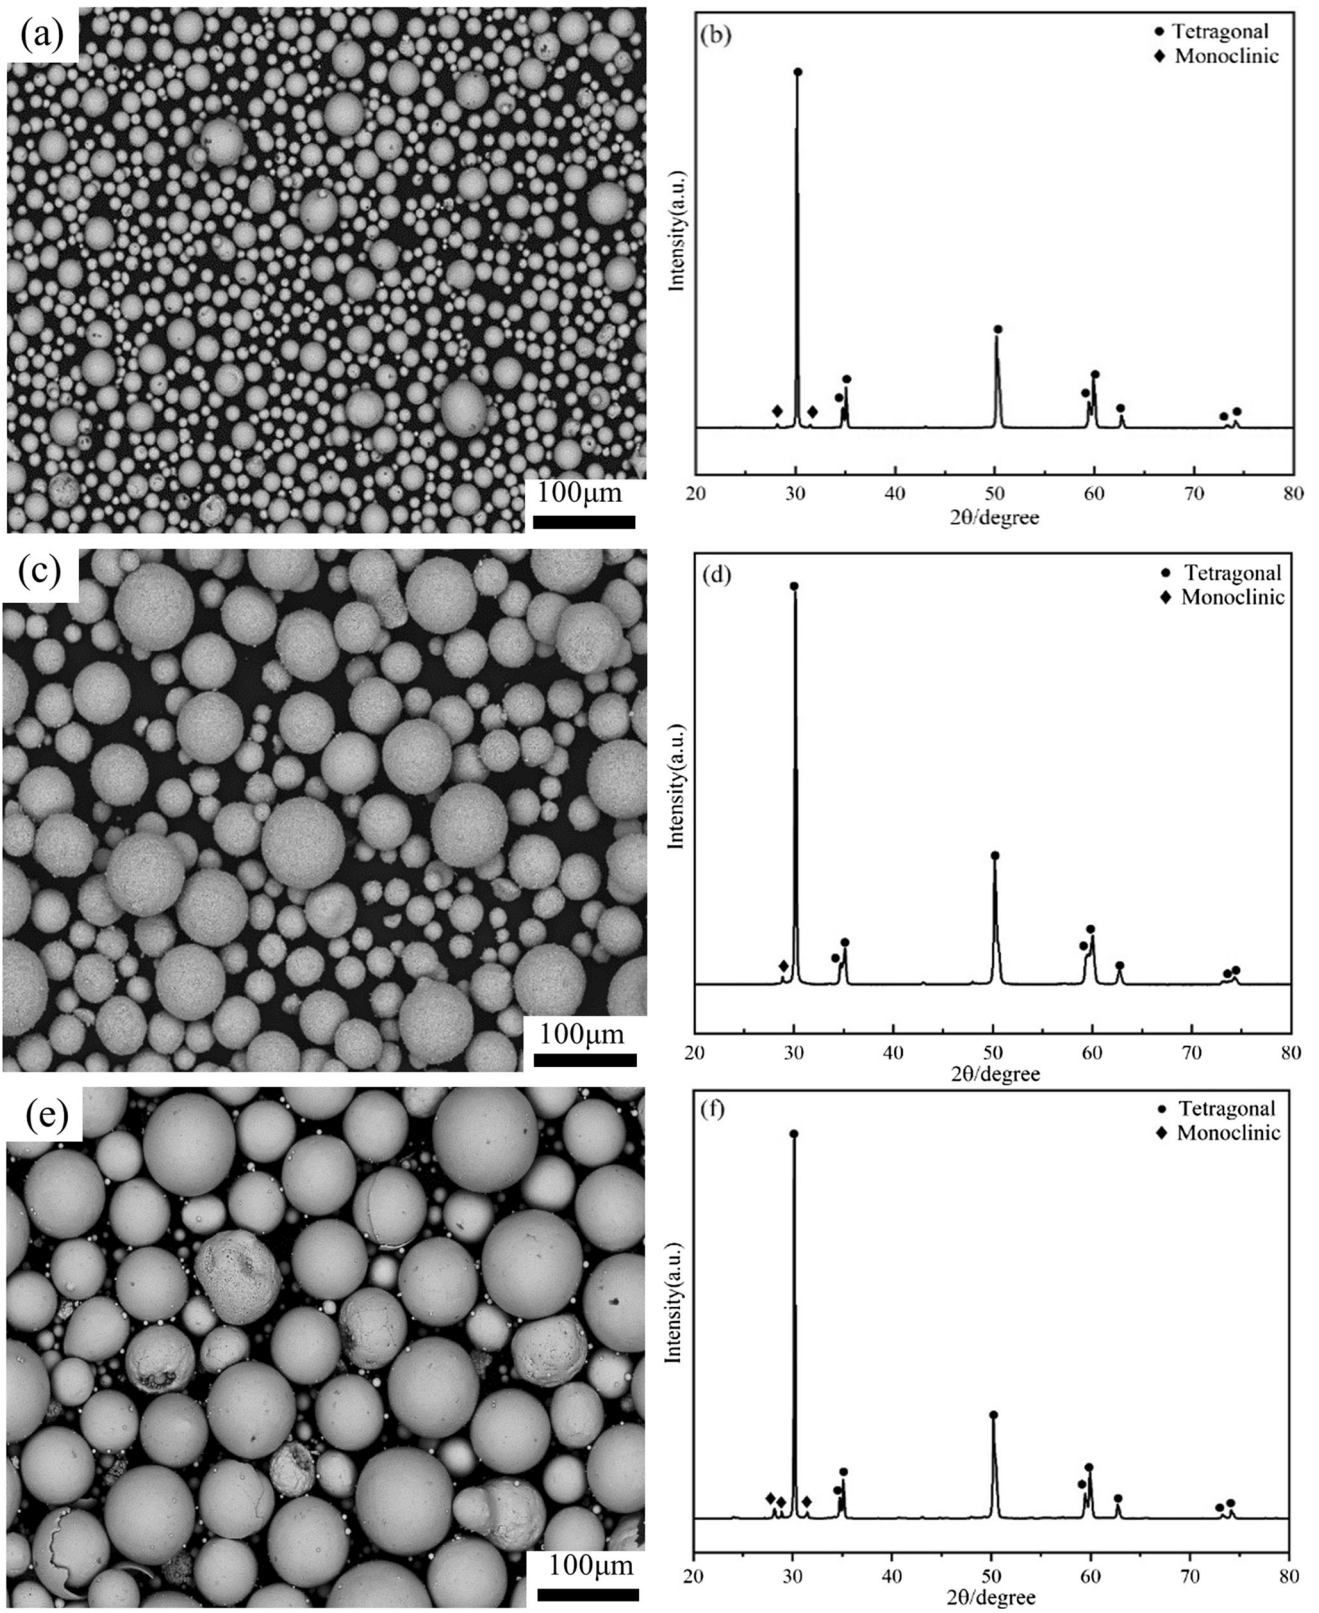 (a)
100μm
(b)
● Tetragonal
◆ Monoclinic
Intensity(a.u.)
20 30 40 50 60 70 80
2θ/degree
(c)
100μm
(d)
● Tetragonal
◆ Monoclinic
Intensity(a.u.)
20 30 40 50 60 70 80
2θ/degree
(e)
100μm
(f)
● Tetragonal
◆ Monoclinic
Intensity(a.u.)
20 30 40 50 60 70 80
2θ/degree